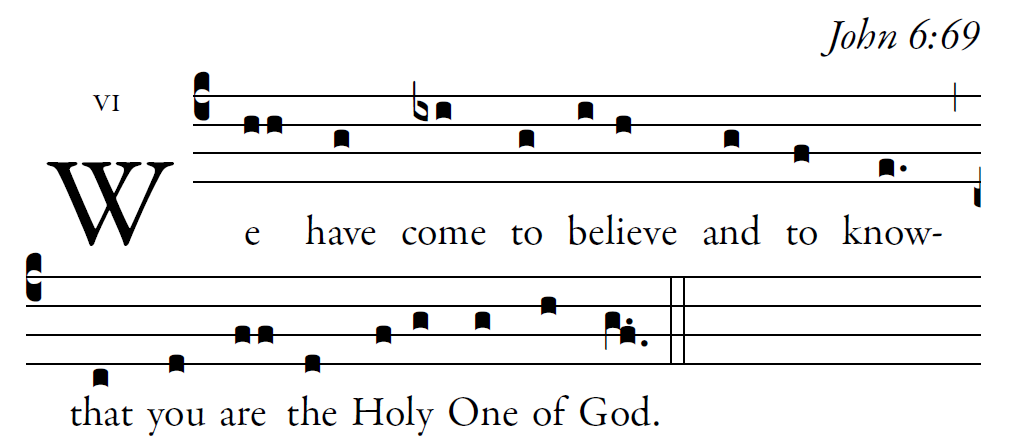 John 6:69
VI
We have come to believe and to know-
that you are the Holy One of God.